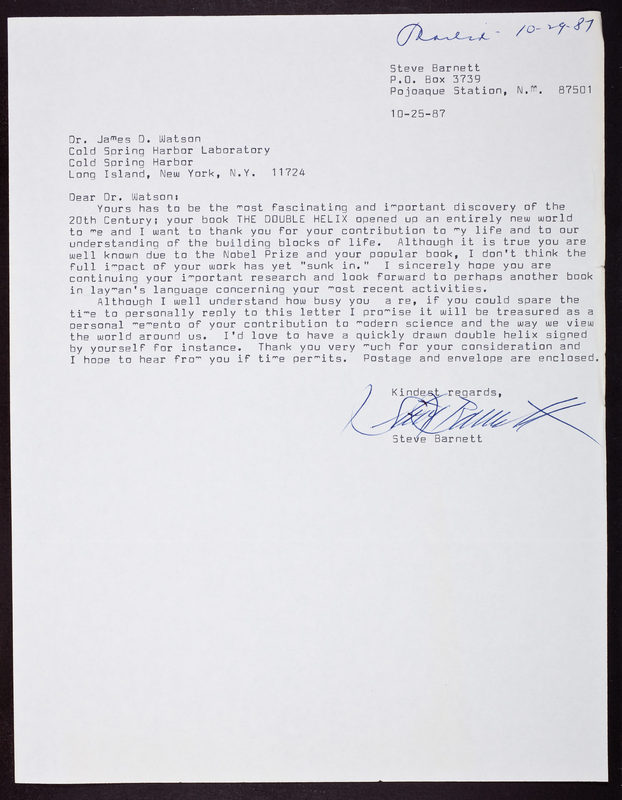 10-29-87
Steve Barnett
P.O. Box 3739
Pojoaque Station, N.M. 87501
10-25-87
Dr. James D. Watson
Cold Spring Harbor Laboratory
Cold Spring Harbor
Long Island, New York, N.Y. 11724
Dear Dr. Watson:
Yours has to be the most fascinating and important discovery of the
20th Century; your book THE DOUBLE HELIX opened up an entirely new world
to me and I want to thank you for your contribution to my life and to our
understanding of the building blocks of life. Although it is true you are
well known due to the Nobel Prize and your popular book, I don't think the
full impact of your work has yet "sunk in." I sincerely hope you are
continuing your important research and look forward to perhaps another book
in layman's language concerning your most recent activities.
Although I well understand how busy you a re, if you could spare the
time to personally reply to this letter I promise it will be treasured as a
personal memento of your contribution to modern science and the way we view
the world around us. I'd love to have a quickly drawn double helix signed
by yourself for instance. Thank you very much for your consideration and
I hope to hear from you if time permits. Postage and envelope are enclosed.
Kindest regards,
Steve Barnett
Steve Barnett